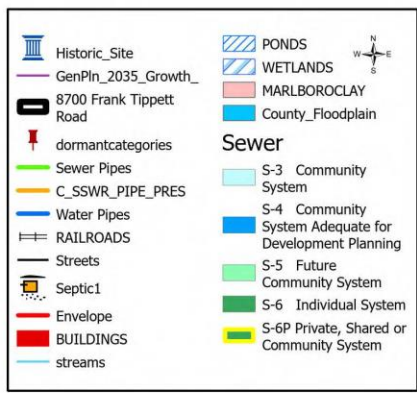 Historic_Site
GenPln_2035_Growth_
8700 Frank Tippett
Road
dormantcategories
Sewer Pipes
C_SSWR_PIPE_PRES
Water Pipes
RAILROADS
Streets
Septic1
Envelope
BUILDINGS
streams
PONDS
WETLANDS
MARLBOROCLAY
County_Floodplain
N
W
E
S
Sewer
S-3 Community
System
S-4 Community
System Adequate for
Development Planning
S-5 Future
Community System
S-6 Individual System
S-6P Private, Shared or
Community System